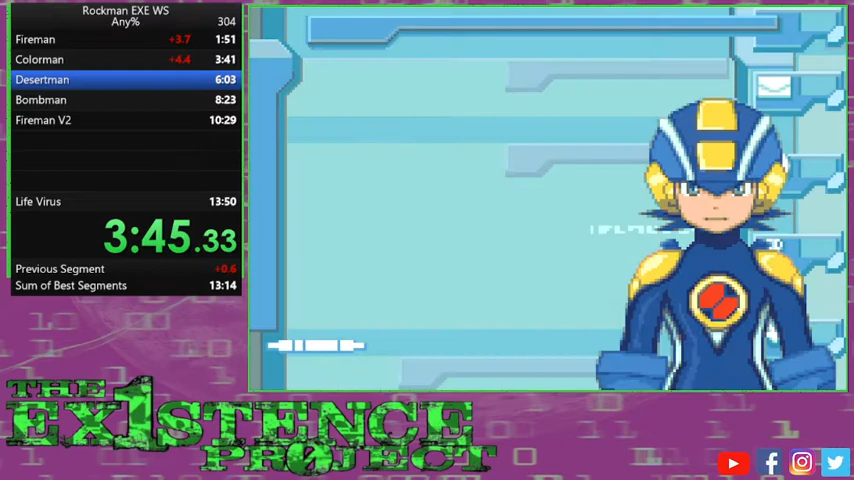 Rockman EXE WS
Any% 304
Fireman +3.7 1:51
Colorman +4.4 3:41
Desertman 6:03
Bombman 8:23
Fireman V2 10:29
Life Virus 13:50
3:45.33
Previous Segment +0.6
Sum of Best Segments 13:14
THE
EX1STENCE
PR0JECT